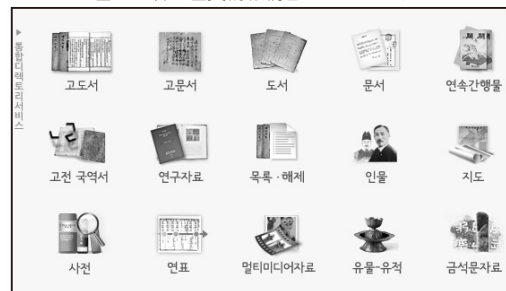 통합디렉토리서비스
고도서 고문서 도서 문서 연속간행물
고전 국역서 연구자료 목록·해제 인물 지도
사전 연표 멀티미디어자료 유물-유적 금석문자료